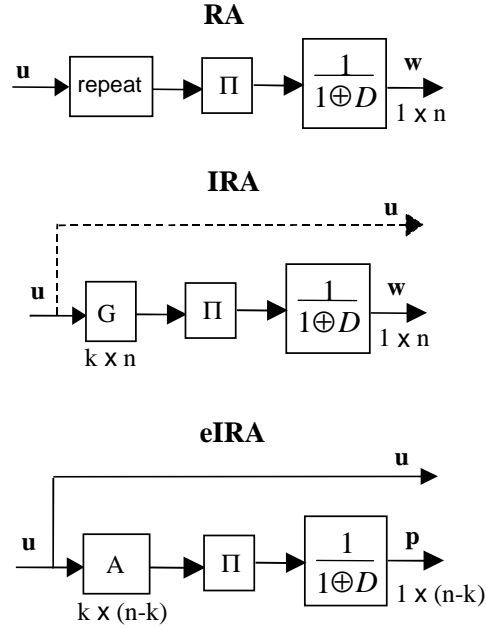 RA
u
repeat
Π
1
1⊕D
w
1 x n
IRA
u
u
G
k x n
Π
1
1⊕D
w
1 x n
eIRA
u
u
A
k x (n-k)
Π
1
1⊕D
p
1 x (n-k)